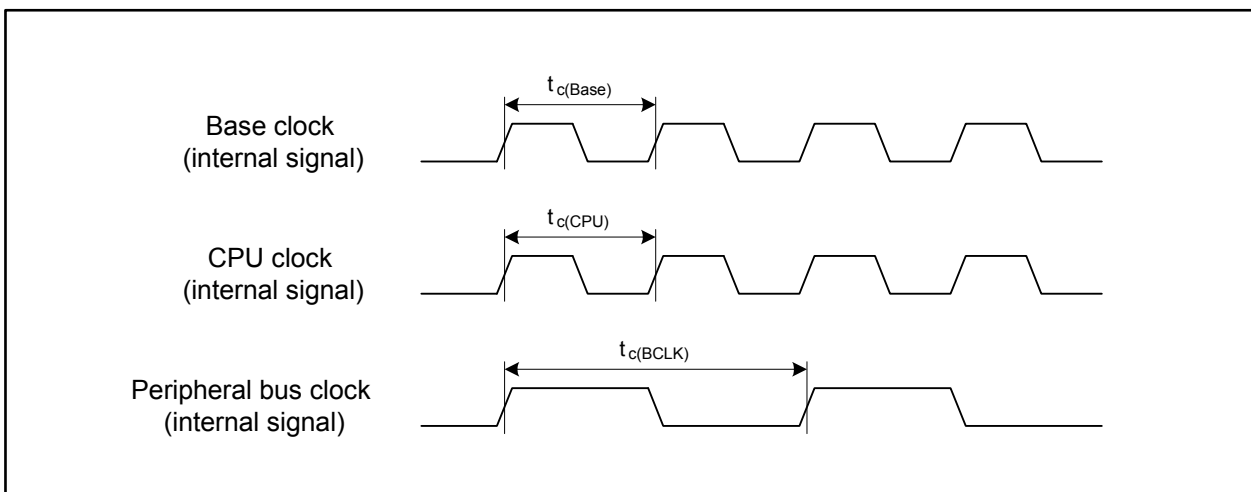 t c(Base)
Base clock
(internal signal)
t c(CPU)
CPU clock
(internal signal)
t c(BCLK)
Peripheral bus clock
(internal signal)